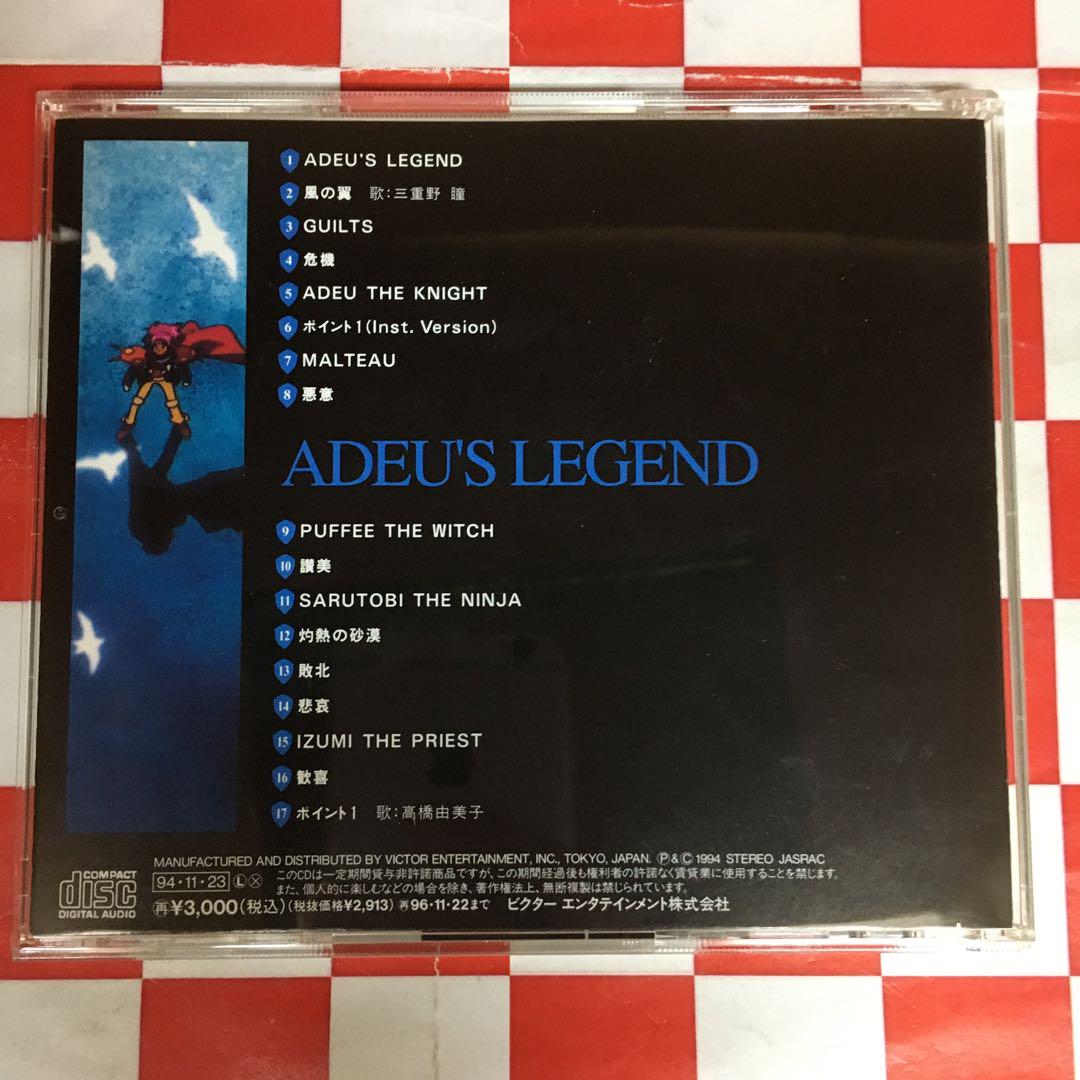 1 ADEU'S LEGEND
2 風の翼 歌:三重野 瞳
3 GUILTS
4 危機
5 ADEU THE KNIGHT
6 ポイント1(Inst. Version)
7 MALTEAU
8 悪意
ADEU'S LEGEND
9 PUFFEE THE WITCH
10 讃美
11 SARUTOBI THE NINJA
12 灼熱の砂漠
13 敗北
14 悲哀
15 IZUMI THE PRIEST
16 歓喜
17 ポイント1 歌:高橋由美子
MANUFACTURED AND DISTRIBUTED BY VICTOR ENTERTAINMENT, INC., TOKYO, JAPAN. Ⓟ&© 1994 STEREO JASRAC
COMPACT
disc
DIGITAL AUDIO
94・11・23 Ⓛⓧ
このCDは一定期間貸与非許諾商品ですが、この期間経過後も権利者の許諾なく賃貸業に使用することを禁じます。
また、個人的に楽しむなどの場合を除き、著作権法上、無断複製は禁じられています。
再¥3,000(税込)(税抜価格¥2,913) 再96・11・22まで ビクター エンタテインメント株式会社